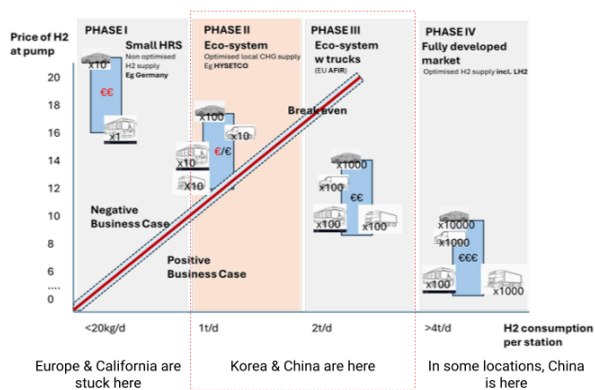 Price of H2
at pump
PHASE I
Small HRS
Non optimised
H2 supply
Eg Germany
PHASE II
Eco-system
Optimised local CHG supply
Eg HYSETCO
PHASE III
Eco-system
w trucks
(EU AFIR)
PHASE IV
Fully developed
market
Optimised H2 supply incl. LH2
20
18
16
14
12
10
8
6
....
0
x10
€€
x1
x100
x10
€/€
x10
x10
Breakeven
x1000
x100
€€
x100
x100
x10000
x1000
€€€
x100
x1000
Negative
Business Case
Positive
Business Case
<20kg/d
1t/d
2t/d
>4t/d
H2 consumption
per station
Europe & California are
stuck here
Korea & China are here
In some locations, China
is here